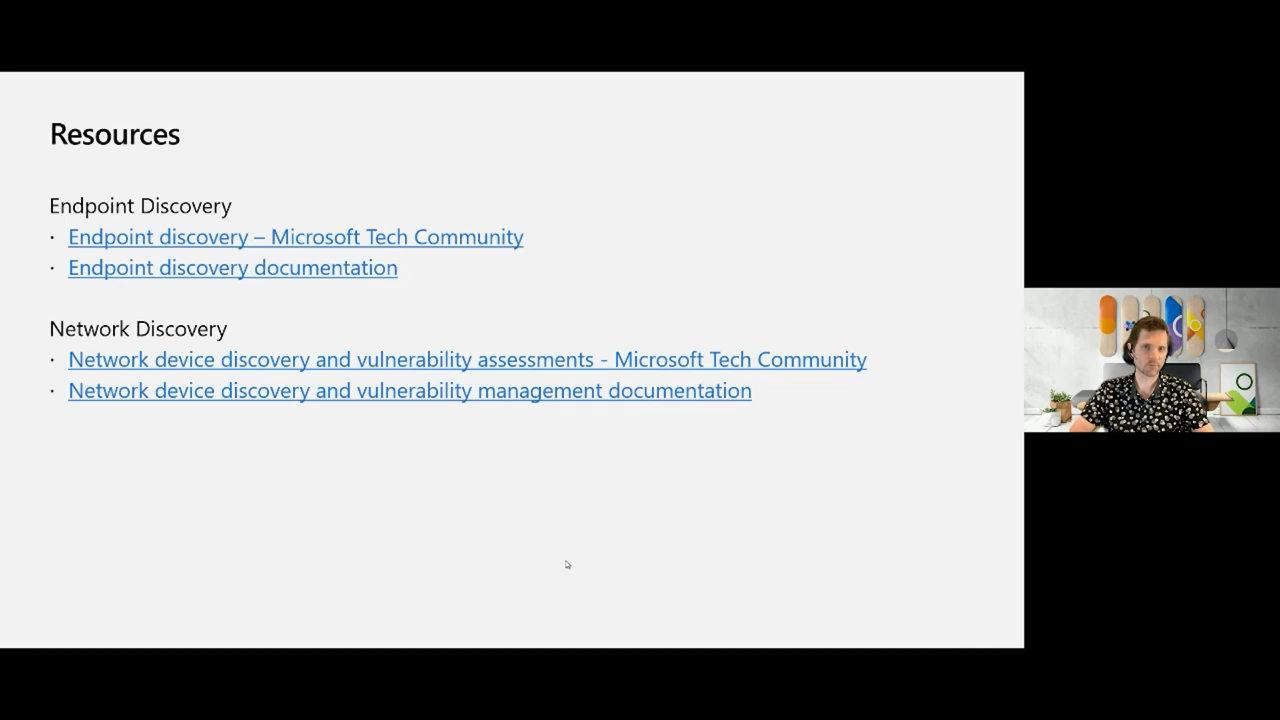 Resources
Endpoint Discovery
· Endpoint discovery – Microsoft Tech Community
· Endpoint discovery documentation
Network Discovery
· Network device discovery and vulnerability assessments - Microsoft Tech Community
· Network device discovery and vulnerability management documentation